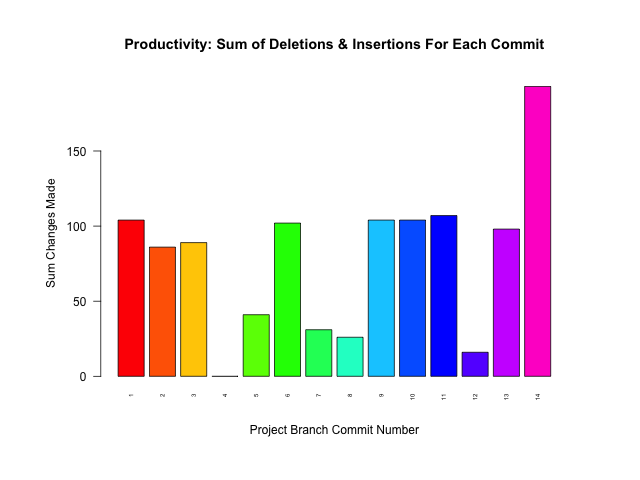 Productivity: Sum of Deletions & Insertions For Each Commit
Sum Changes Made
150
100
50
0
1 2 3 4 5 6 7 8 9 10 11 12 13 14
Project Branch Commit Number